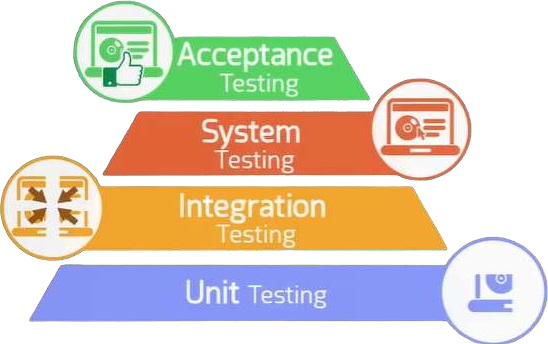 Acceptance
Testing
System
Testing
Integration
Testing
Unit Testing